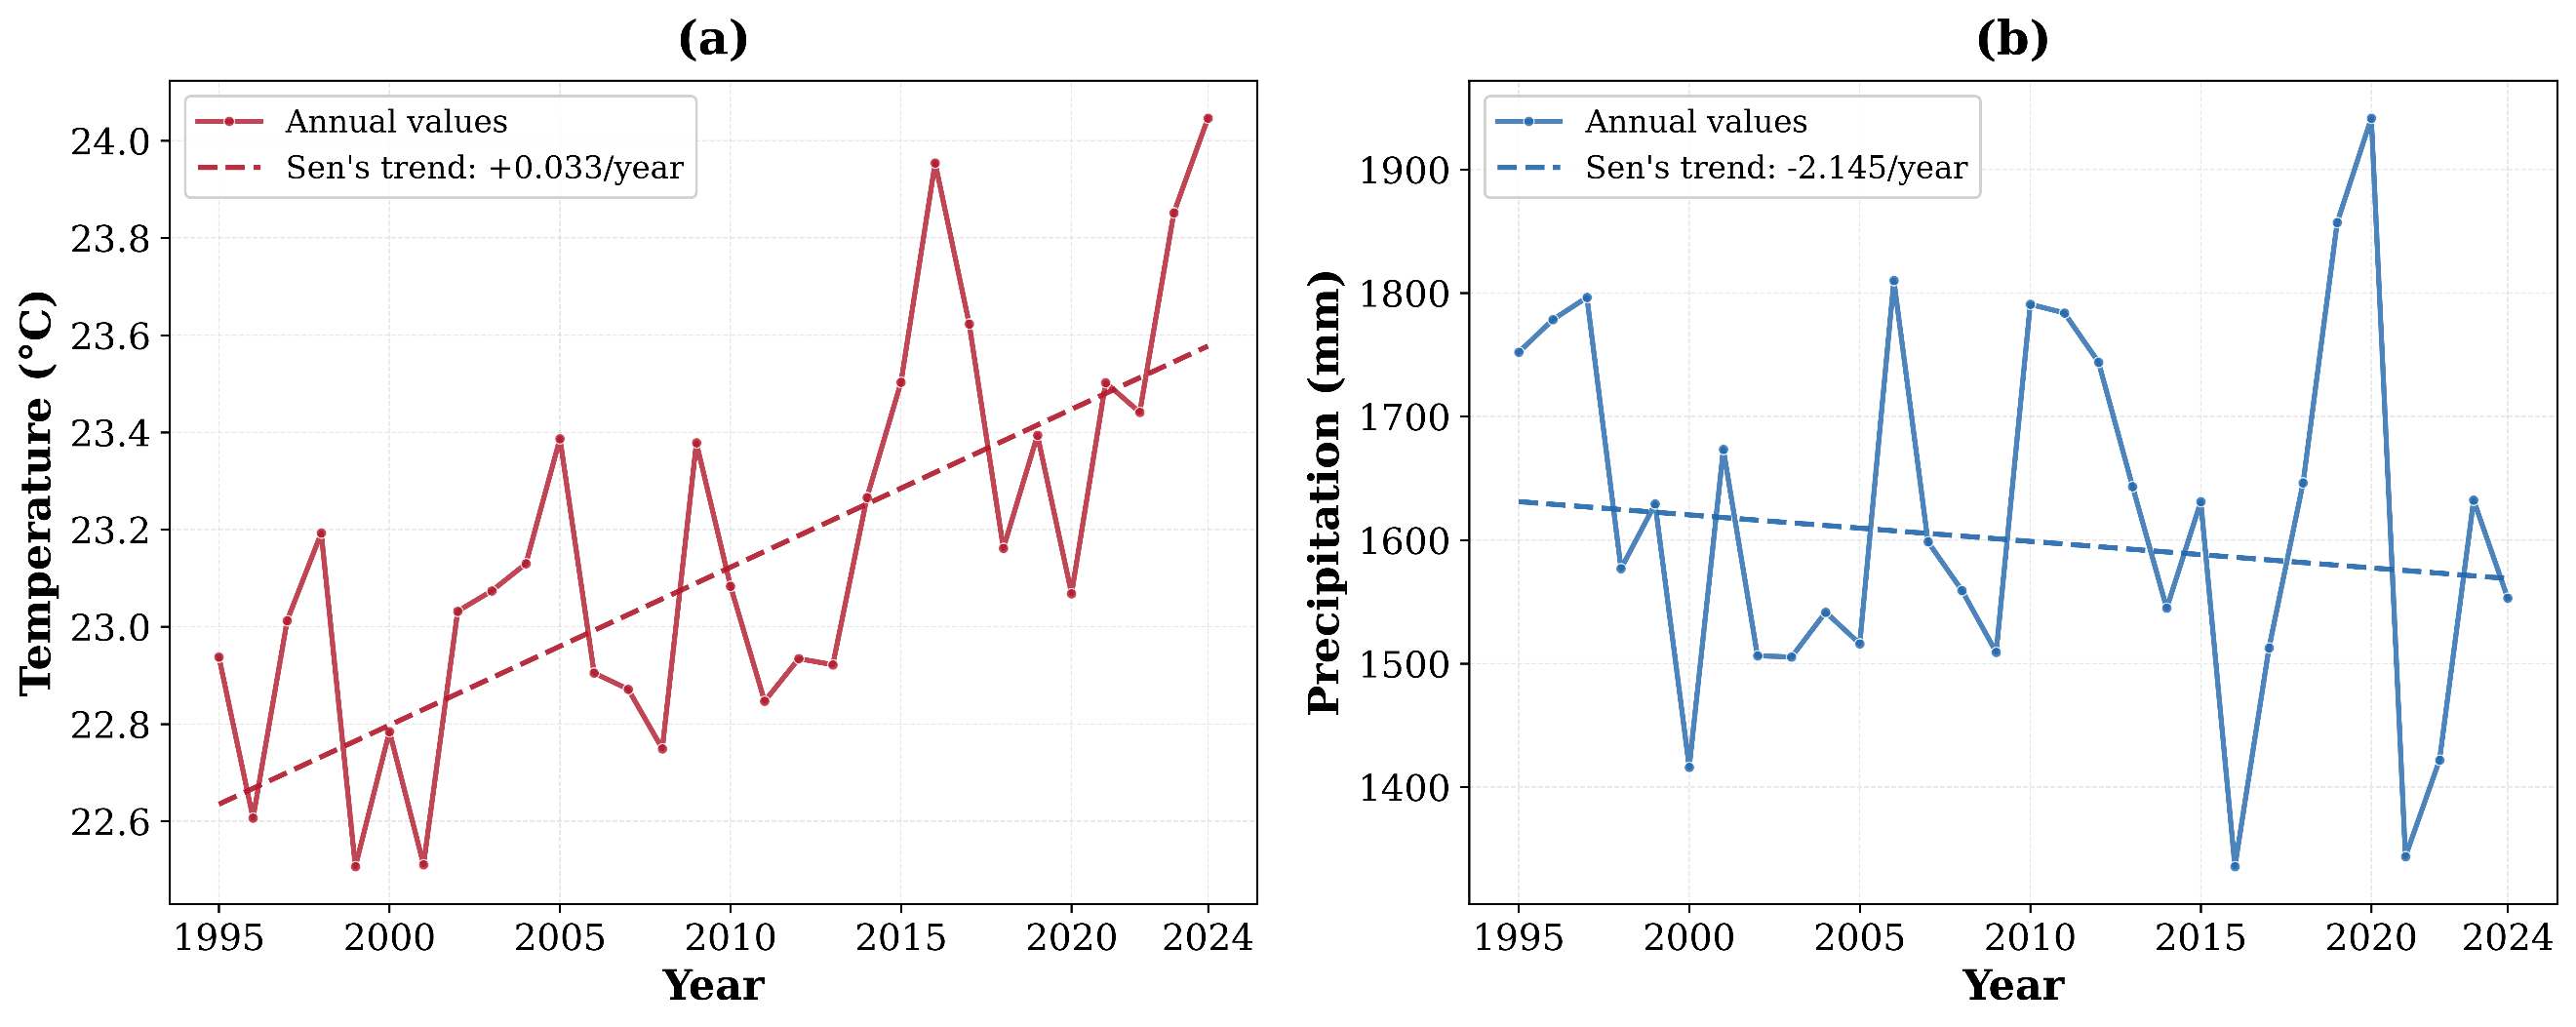 (a)
Annual values
Sen's trend: +0.033/year
24.0
23.8
23.6
23.4
23.2
23.0
22.8
22.6
Temperature (°C)
1995 2000 2005 2010 2015 2020 2024
Year
(b)
Annual values
Sen's trend: -2.145/year
1900
1800
1700
1600
1500
1400
Precipitation (mm)
1995 2000 2005 2010 2015 2020 2024
Year